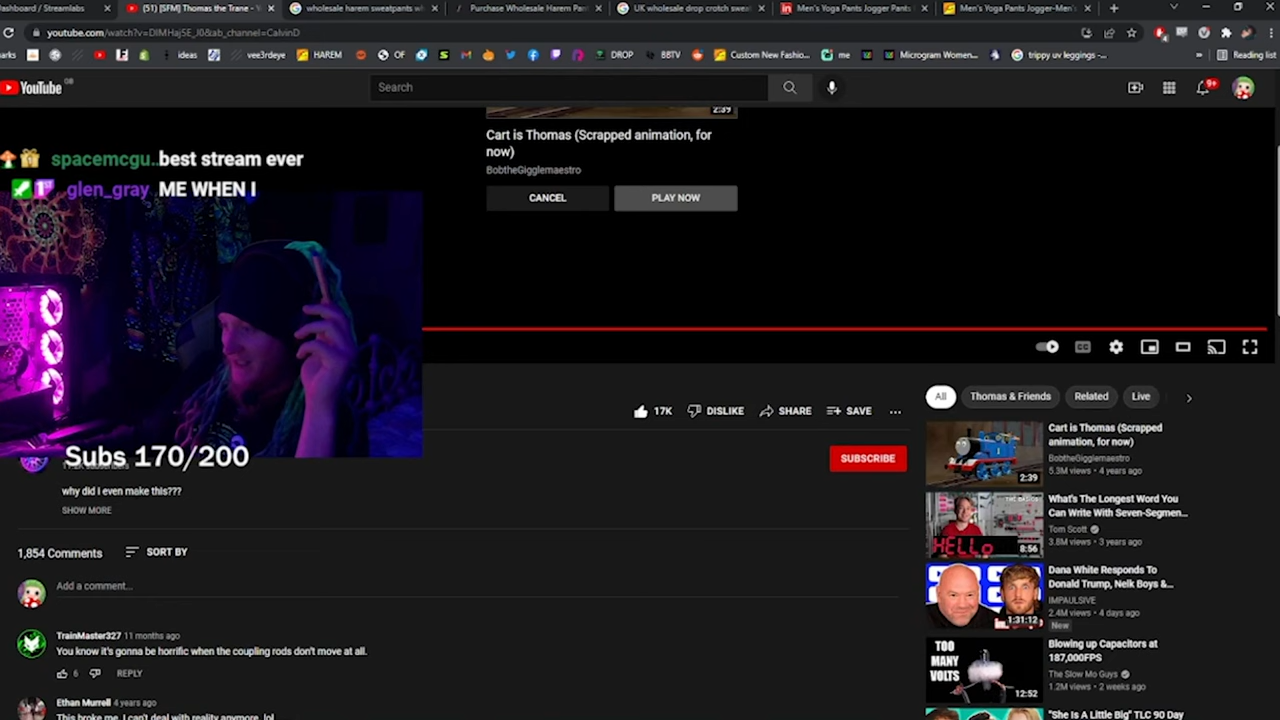 Dashboard / Streamlabs
(51) [SFM] Thomas the Trane -
wholesale harem sweatpants
Purchase Wholesale Harem Pan
UK wholesale drop crotch swea
Men's Yoga Pants Jogger Pants
Men's Yoga Pants Jogger-Men'
youtube.com/watch?v=DIMHaj5E_J0&ab_channel=CalvinD
ideas
vee3rdeye
HAREM
OF
DROP
BBTV
Custom New Fashio...
me
Microgram Women...
trippy uv leggings -...
Reading list
YouTube GB
Search
9+
2:39
Cart is Thomas (Scrapped animation, for
now)
BobtheGigglemaestro
CANCEL
PLAY NOW
spacemcgu.. best stream ever
glen_gray ME WHEN I
Subs 170/200
17K
DISLIKE
SHARE
SAVE
SUBSCRIBE
why did i even make this???
SHOW MORE
1,854 Comments
SORT BY
Add a comment...
TrainMaster327 11 months ago
You know it's gonna be horrific when the coupling rods don't move at all.
6
REPLY
Ethan Murrell 4 years ago
This broke me, I can't deal with reality anymore, lol
All
Thomas & Friends
Related
Live
Cart is Thomas (Scrapped
animation, for now)
BobtheGigglemaestro
5.3M views • 4 years ago
2:39
What's The Longest Word You
Can Write With Seven-Segmen...
Tom Scott
3.8M views • 3 years ago
THE BASICS
HELLo
8:56
Dana White Responds To
Donald Trump, Nelk Boys &...
IMPAULSIVE
2.4M views • 4 days ago
New
1:31:12
Blowing up Capacitors at
187,000FPS
The Slow Mo Guys
1.2M views • 2 weeks ago
TOO
MANY
VOLTS
12:52
"She Is A Little Big" TLC 90 Day